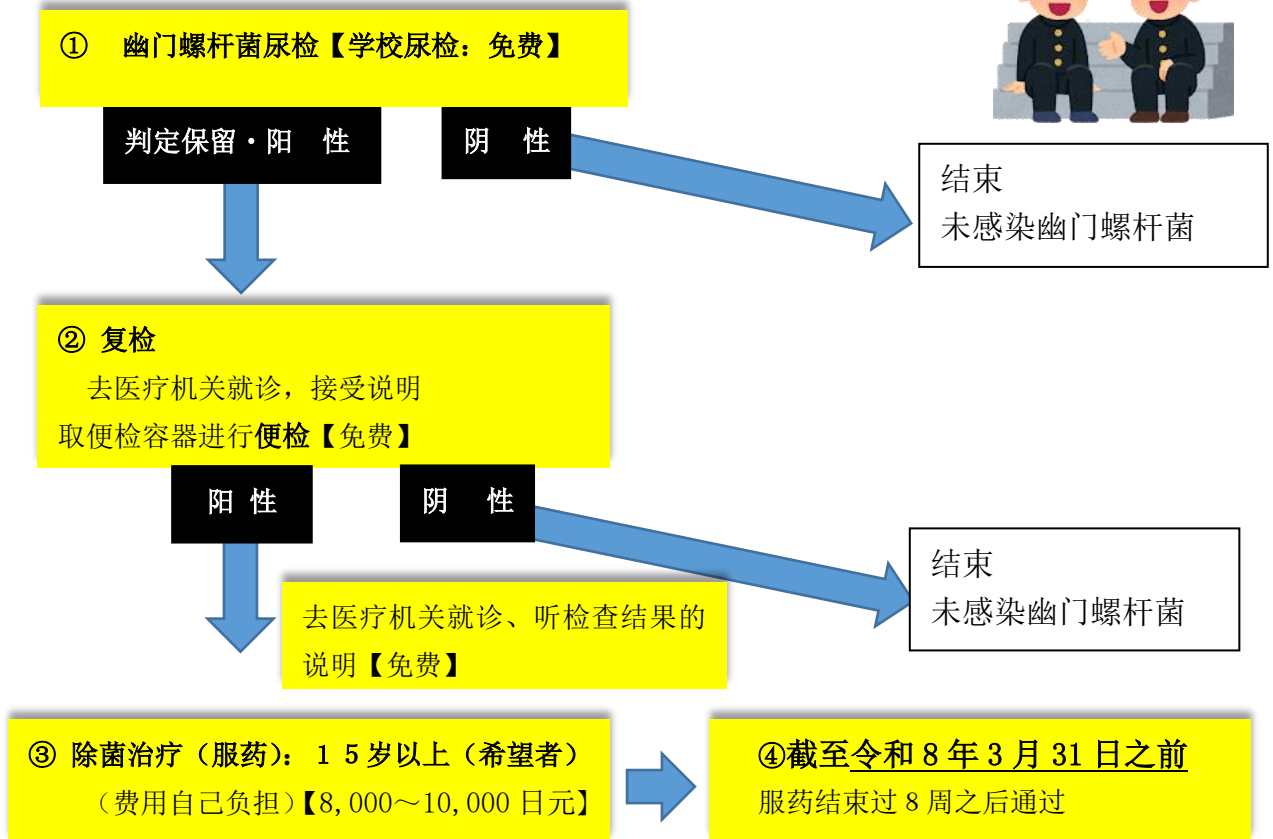 ① 幽门螺杆菌尿检【学校尿检：免费】
判定保留・阳 性
阴 性
结束
未感染幽门螺杆菌
② 复检
去医疗机关就诊，接受说明
取便检容器进行便检【免费】
阳 性
阴 性
结束
未感染幽门螺杆菌
去医疗机关就诊、听检查结果的
说明【免费】
③ 除菌治疗（服药）：１５岁以上（希望者）
（费用自己负担）【8,000～10,000 日元】
④截至令和 8 年 3 月 31 日之前
服药结束过 8 周之后通过